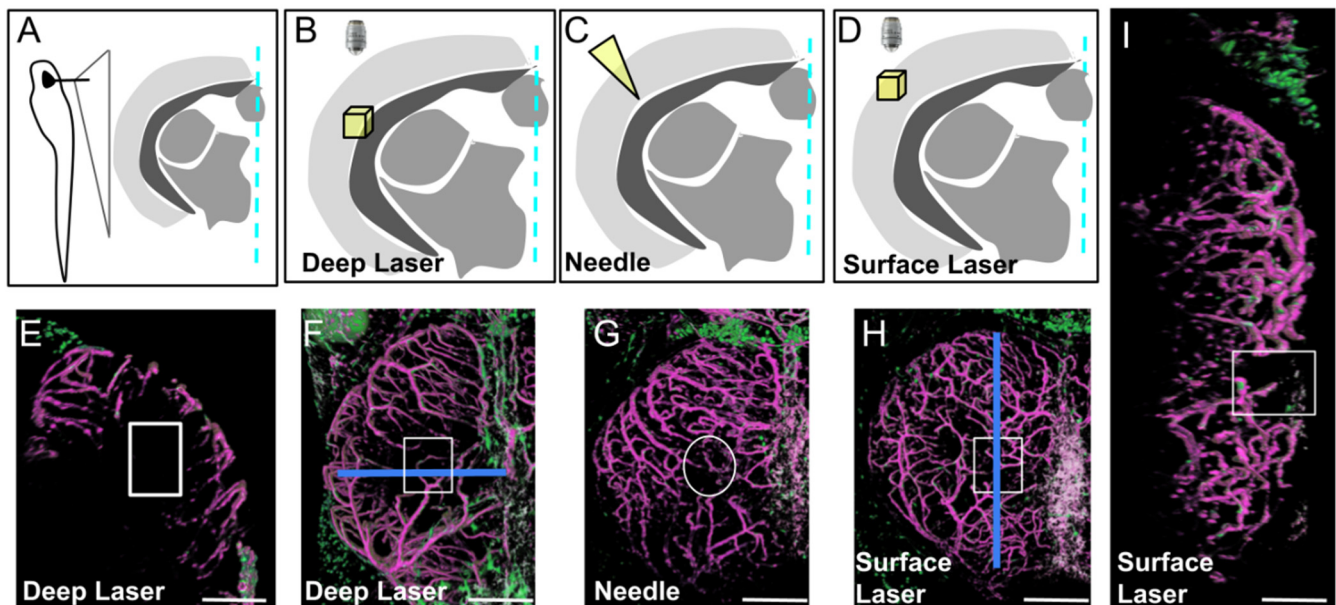 A
B
Deep Laser
C
Needle
D
Surface Laser
I
Surface
Laser
E
Deep Laser
F
Deep Laser
G
Needle
H
Surface
Laser